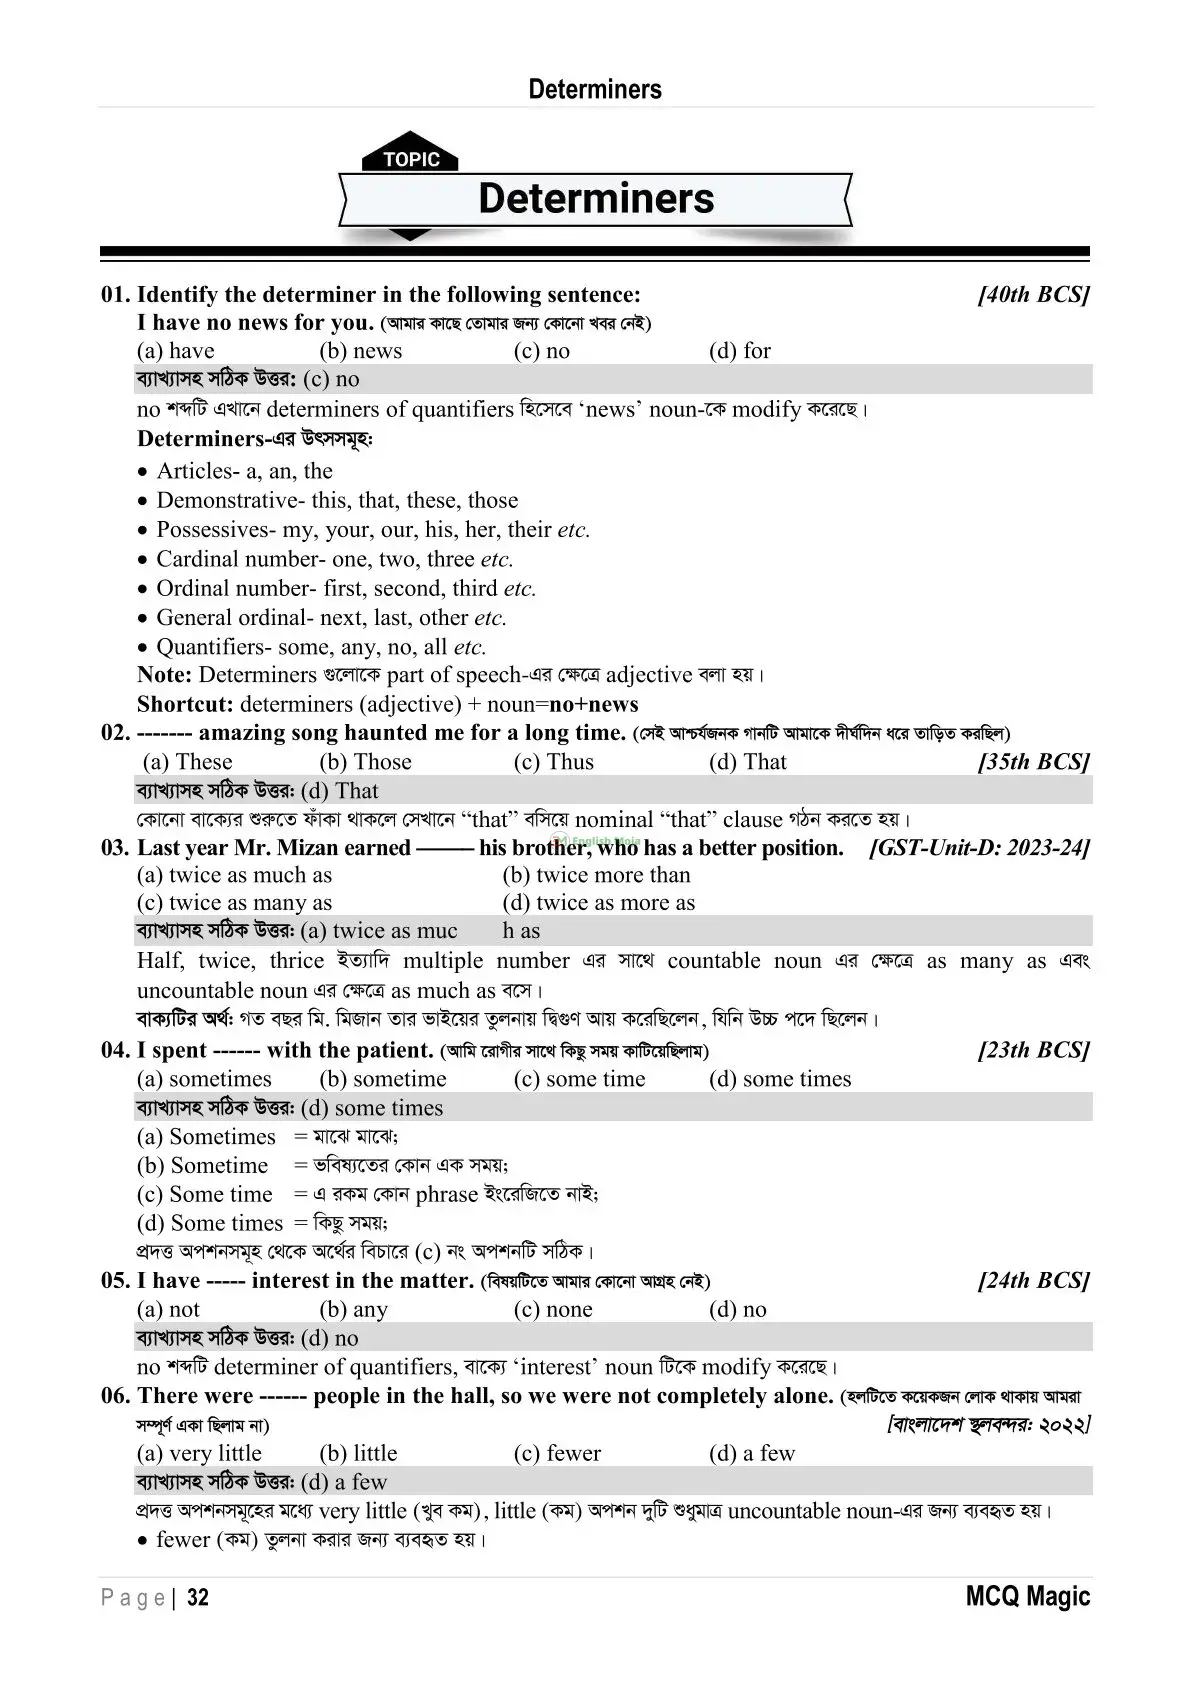 Determiners
TOPIC
Determiners
01. Identify the determiner in the following sentence: [40th BCS]
I have no news for you. (আমার কাছে তোমার জন্য কোনো খবর নেই)
(a) have (b) news (c) no (d) for
ব্যাখ্যাসহ সঠিক উত্তর: (c) no
no শব্দটি এখানে determiners of quantifiers হিসেবে ‘news’ noun-কে modify করেছে।
Determiners-এর উৎসসমূহঃ
• Articles- a, an, the
• Demonstrative- this, that, these, those
• Possessives- my, your, our, his, her, their etc.
• Cardinal number- one, two, three etc.
• Ordinal number- first, second, third etc.
• General ordinal- next, last, other etc.
• Quantifiers- some, any, no, all etc.
Note: Determiners গুলোকে part of speech-এর ক্ষেত্রে adjective বলা হয়।
Shortcut: determiners (adjective) + noun=no+news
02. ------- amazing song haunted me for a long time. (সেই আশ্চর্যজনক গানটি আমাকে দীর্ঘদিন ধরে তাড়িত করছিল)
(a) These (b) Those (c) Thus (d) That [35th BCS]
ব্যাখ্যাসহ সঠিক উত্তর: (d) That
কোনো বাক্যের শুরুতে ফাঁকা থাকলে সেখানে “that” বসিয়ে nominal “that” clause গঠন করতে হয়।
English Moja
03. Last year Mr. Mizan earned ——— his brother, who has a better position. [GST-Unit-D: 2023-24]
(a) twice as much as (b) twice more than
(c) twice as many as (d) twice as more as
ব্যাখ্যাসহ সঠিক উত্তর: (a) twice as muc h as
Half, twice, thrice ইত্যাদি multiple number এর সাথে countable noun এর ক্ষেত্রে as many as এবং
uncountable noun এর ক্ষেত্রে as much as বসে।
বাক্যটির অর্থ: গত বছর মি. মিজান তার ভাইয়ের তুলনায় দ্বিগুণ আয় করেছিলেন, যিনি উচ্চ পদে ছিলেন।
04. I spent ------ with the patient. (আমি রোগীর সাথে কিছু সময় কাটিয়েছিলাম) [23th BCS]
(a) sometimes (b) sometime (c) some time (d) some times
ব্যাখ্যাসহ সঠিক উত্তর: (d) some times
(a) Sometimes = মাঝে মাঝে;
(b) Sometime = ভবিষ্যতের কোন এক সময়;
(c) Some time = এ রকম কোন phrase ইংরেজিতে নাই;
(d) Some times = কিছু সময়;
প্রদত্ত অপশনসমূহ থেকে অর্থের বিচারে (c) নং অপশনটি সঠিক।
05. I have ----- interest in the matter. (বিষয়টিতে আমার কোনো আগ্রহ নেই) [24th BCS]
(a) not (b) any (c) none (d) no
ব্যাখ্যাসহ সঠিক উত্তর: (d) no
no শব্দটি determiner of quantifiers, বাক্যে ‘interest’ noun টিকে modify করেছে।
06. There were ------ people in the hall, so we were not completely alone. (হলটিতে কয়েকজন লোক থাকায় আমরা
সম্পূর্ণ একা ছিলাম না) [বাংলাদেশ স্থলবন্দর: ২০২২]
(a) very little (b) little (c) fewer (d) a few
ব্যাখ্যাসহ সঠিক উত্তর: (d) a few
প্রদত্ত অপশনসমূহের মধ্যে very little (খুব কম), little (কম) অপশন দুটি শুধুমাত্র uncountable noun-এর জন্য ব্যবহৃত হয়।
• fewer (কম) তুলনা করার জন্য ব্যবহৃত হয়।
Page| 32 MCQ Magic